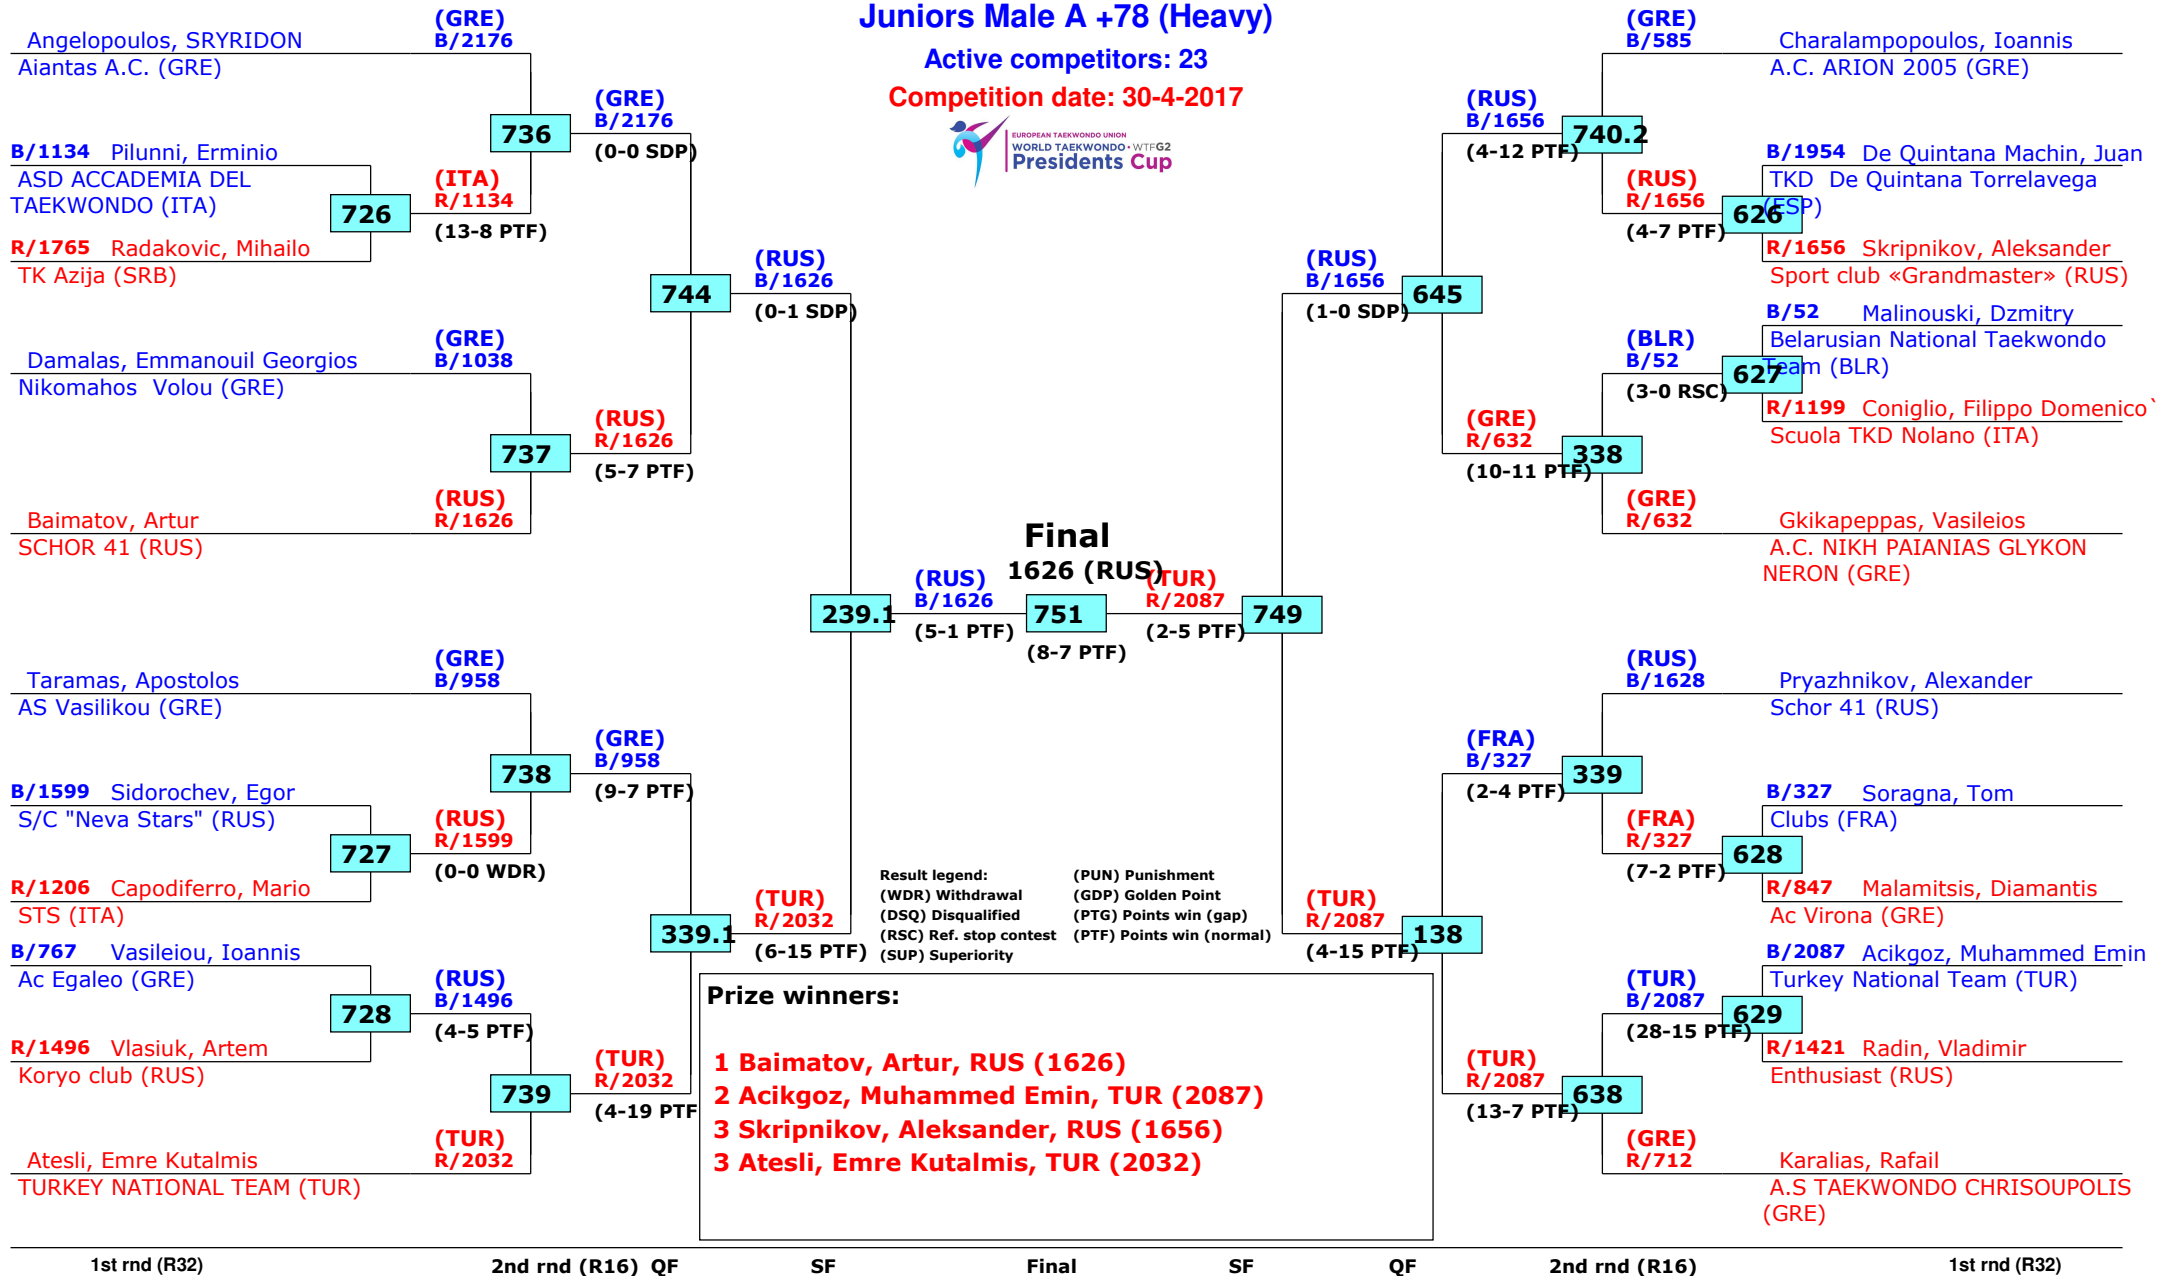 Juniors Male A +78 (Heavy)
Active competitors: 23
Competition date: 30-4-2017
EUROPEAN TAEKWONDO UNION
WORLD TAEKWONDO • WTFG2
Presidents Cup
Angelopoulos, SRYRIDON
Aiantas A.C. (GRE)
(GRE)
B/2176
B/1134 Pilunni, Erminio
ASD ACCADEMIA DEL
TAEKWONDO (ITA)
726
R/1765 Radakovic, Mihailo
TK Azija (SRB)
(ITA)
R/1134
(13-8 PTF)
736
(GRE)
B/2176
(0-0 SDP)
Damalas, Emmanouil Georgios
Nikomahos Volou (GRE)
(GRE)
B/1038
737
Baimatov, Artur
SCHOR 41 (RUS)
(RUS)
R/1626
(RUS)
R/1626
(5-7 PTF)
744
(RUS)
B/1626
(0-1 SDP)
Taramas, Apostolos
AS Vasilikou (GRE)
(GRE)
B/958
B/1599 Sidorochev, Egor
S/C "Neva Stars" (RUS)
727
R/1206 Capodiferro, Mario
STS (ITA)
(RUS)
R/1599
(0-0 WDR)
738
(GRE)
B/958
(9-7 PTF)
B/767 Vasileiou, Ioannis
Ac Egaleo (GRE)
728
R/1496 Vlasiuk, Artem
Koryo club (RUS)
(RUS)
B/1496
(4-5 PTF)
739
Atesli, Emre Kutalmis
TURKEY NATIONAL TEAM (TUR)
(TUR)
R/2032
(TUR)
R/2032
(4-19 PTF
339.1
(TUR)
R/2032
(6-15 PTF)
239.1
(RUS)
B/1626
(5-1 PTF)
Final
1626 (RUS)
751
(8-7 PTF)
(TUR)
R/2087
(2-5 PTF)
749
(RUS)
B/1656
(1-0 SDP)
645
(RUS)
B/1656
(4-12 PTF)
740.2
(GRE)
B/585
Charalampopoulos, Ioannis
A.C. ARION 2005 (GRE)
(RUS)
R/1656
(4-7 PTF)
626
B/1954 De Quintana Machin, Juan
TKD De Quintana Torrelavega
(ESP)
R/1656 Skripnikov, Aleksander
Sport club «Grandmaster» (RUS)
(GRE)
R/632
(10-11 PTF)
338
(BLR)
B/52
(3-0 RSC)
627
B/52 Malinouski, Dzmitry
Belarusian National Taekwondo
Team (BLR)
R/1199 Coniglio, Filippo Domenico`
Scuola TKD Nolano (ITA)
(GRE)
R/632
Gkikapeppas, Vasileios
A.C. NIKH PAIANIAS GLYKON
NERON (GRE)
(TUR)
R/2087
(4-15 PTF)
138
(FRA)
B/327
(2-4 PTF)
339
(RUS)
B/1628
Pryazhnikov, Alexander
Schor 41 (RUS)
(FRA)
R/327
(7-2 PTF)
628
B/327 Soragna, Tom
Clubs (FRA)
R/847 Malamitsis, Diamantis
Ac Virona (GRE)
(TUR)
R/2087
(13-7 PTF)
638
(TUR)
B/2087
(28-15 PTF)
629
B/2087 Acikgoz, Muhammed Emin
Turkey National Team (TUR)
R/1421 Radin, Vladimir
Enthusiast (RUS)
(GRE)
R/712
Karalias, Rafail
A.S TAEKWONDO CHRISOUPOLIS
(GRE)
Result legend: (PUN) Punishment
(WDR) Withdrawal (GDP) Golden Point
(DSQ) Disqualified (PTG) Points win (gap)
(RSC) Ref. stop contest (PTF) Points win (normal)
(SUP) Superiority
Prize winners:
1 Baimatov, Artur, RUS (1626)
2 Acikgoz, Muhammed Emin, TUR (2087)
3 Skripnikov, Aleksander, RUS (1656)
3 Atesli, Emre Kutalmis, TUR (2032)
1st rnd (R32) 2nd rnd (R16) QF SF Final SF QF 2nd rnd (R16) 1st rnd (R32)